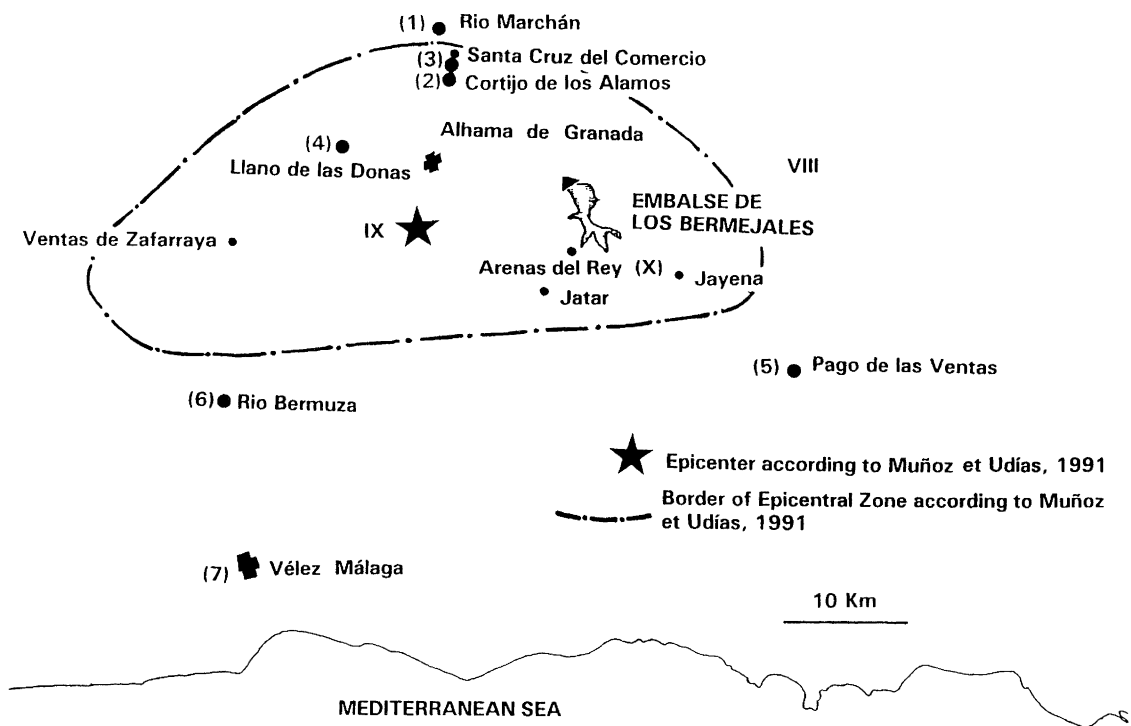 (1) Rio Marchán
Santa Cruz del Comercio
(3)
(2) Cortijo de los Alamos
Alhama de Granada
(4)
Llano de las Donas
VIII
EMBALSE DE
LOS BERMEJALES
IX
Ventas de Zafarraya
Arenas del Rey (X)
Jayena
Jatar
(5) Pago de las Ventas
(6) Rio Bermuza
Epicenter according to Muñoz et Udías, 1991
Border of Epicentral Zone according to Muñoz
et Udías, 1991
(7) Vélez Málaga
10 Km
MEDITERRANEAN SEA